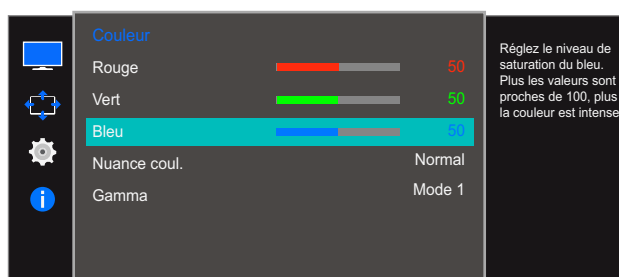 Couleur
Rouge 50
Vert 50
Bleu 50
Nuance coul. Normal
Gamma Mode 1
Réglez le niveau de
saturation du bleu.
Plus les valeurs sont
proches de 100, plus
la couleur est intense